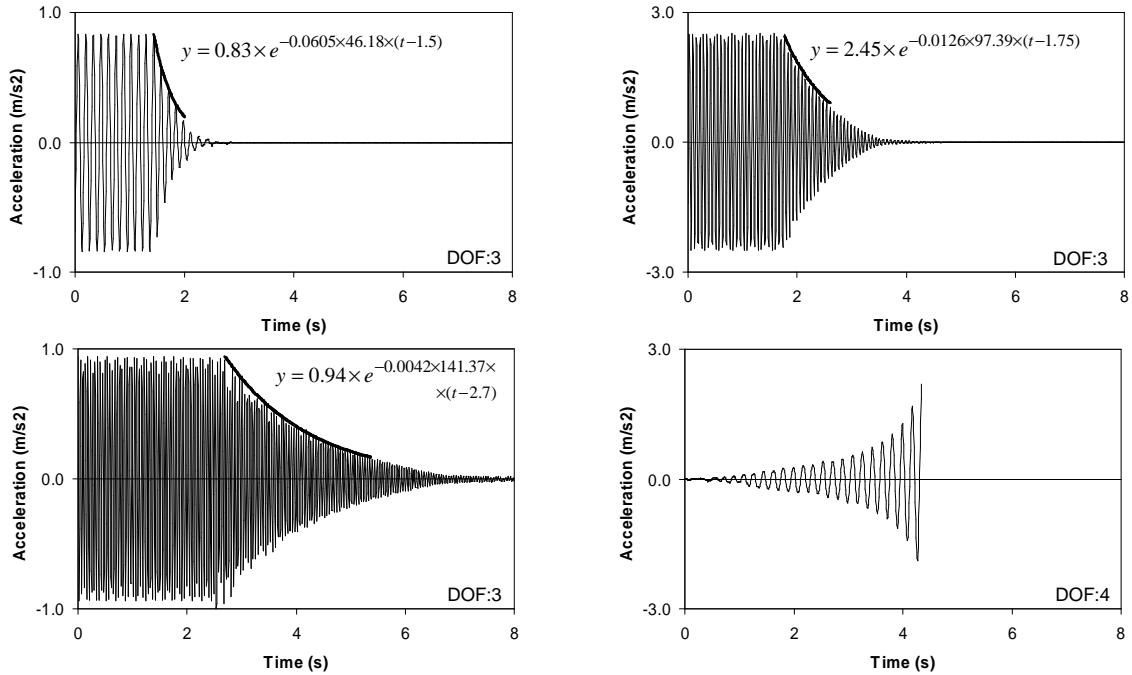 1.0
0.0
-1.0
Acceleration (m/s2)
y = 0.83 × e^{-0.0605×46.18×(t-1.5)}
DOF:3
0 2 4 6 8
Time (s)
3.0
0.0
-3.0
Acceleration (m/s2)
y = 2.45 × e^{-0.0126×97.39×(t-1.75)}
DOF:3
0 2 4 6 8
Time (s)
1.0
0.0
-1.0
Acceleration (m/s2)
y = 0.94 × e^{-0.0042×141.37×
×(t-2.7)}
DOF:3
0 2 4 6 8
Time (s)
3.0
0.0
-3.0
Acceleration (m/s2)
DOF:4
0 2 4 6 8
Time (s)